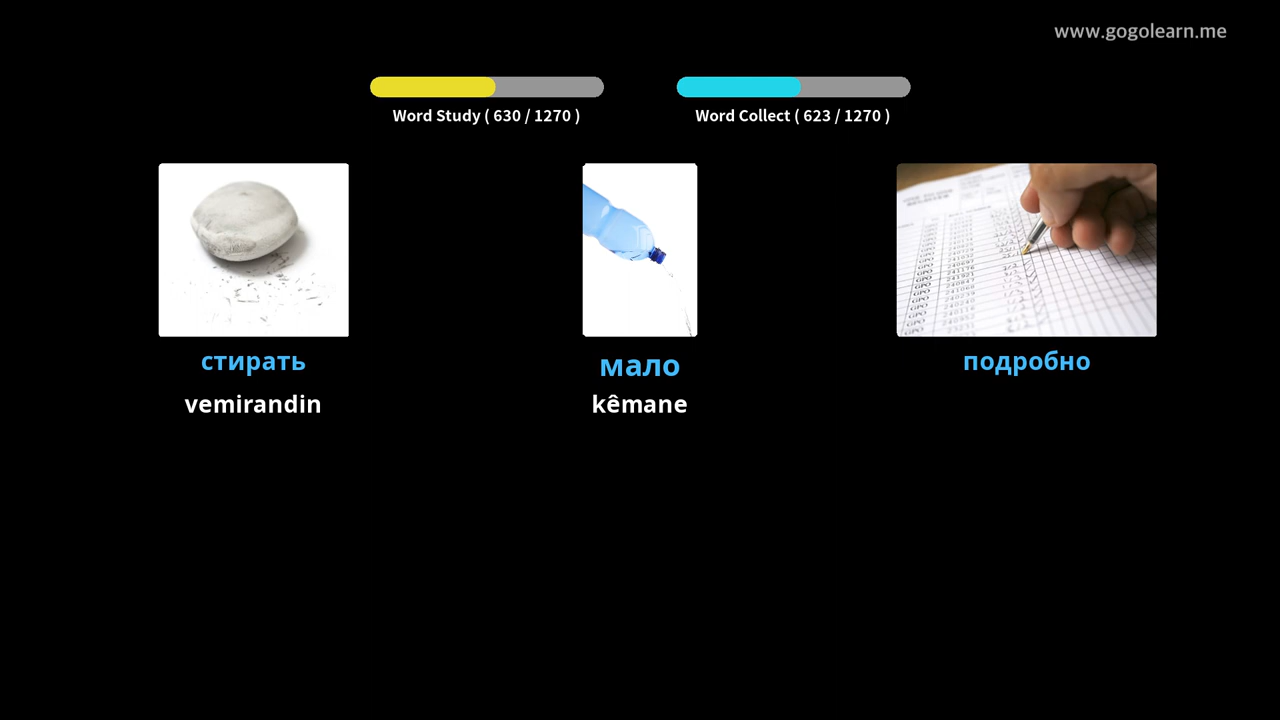 www.gogolearn.me
Word Study ( 630 / 1270 )
Word Collect ( 623 / 1270 )
стирать
мало
подробно
vemirandin
kêmane